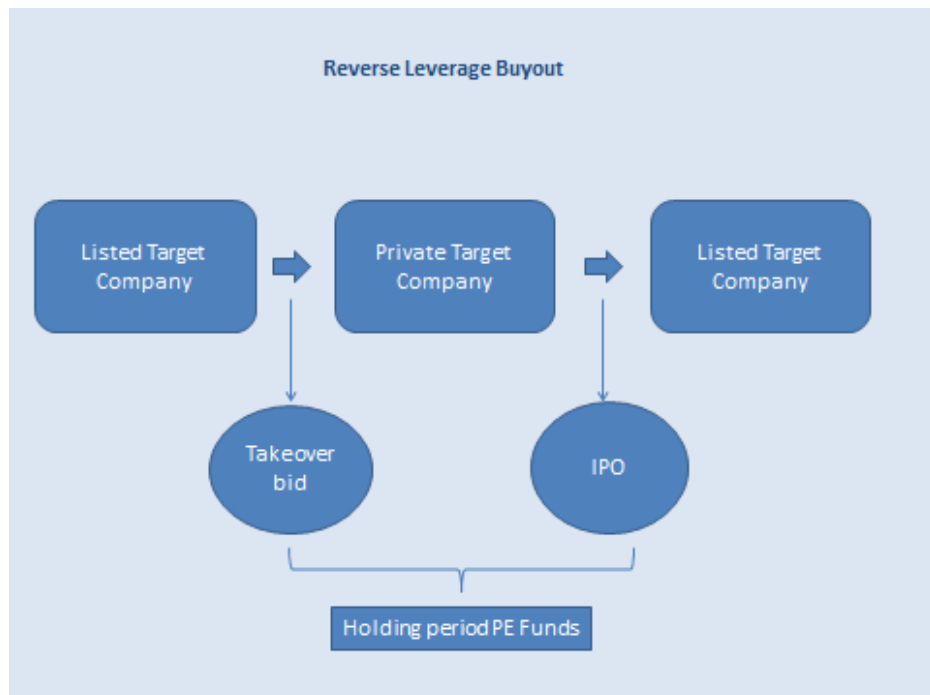 Reverse Leverage Buyout
Listed Target
Company
Private Target
Company
Listed Target
Company
Takeover
bid
IPO
Holding period PE Funds